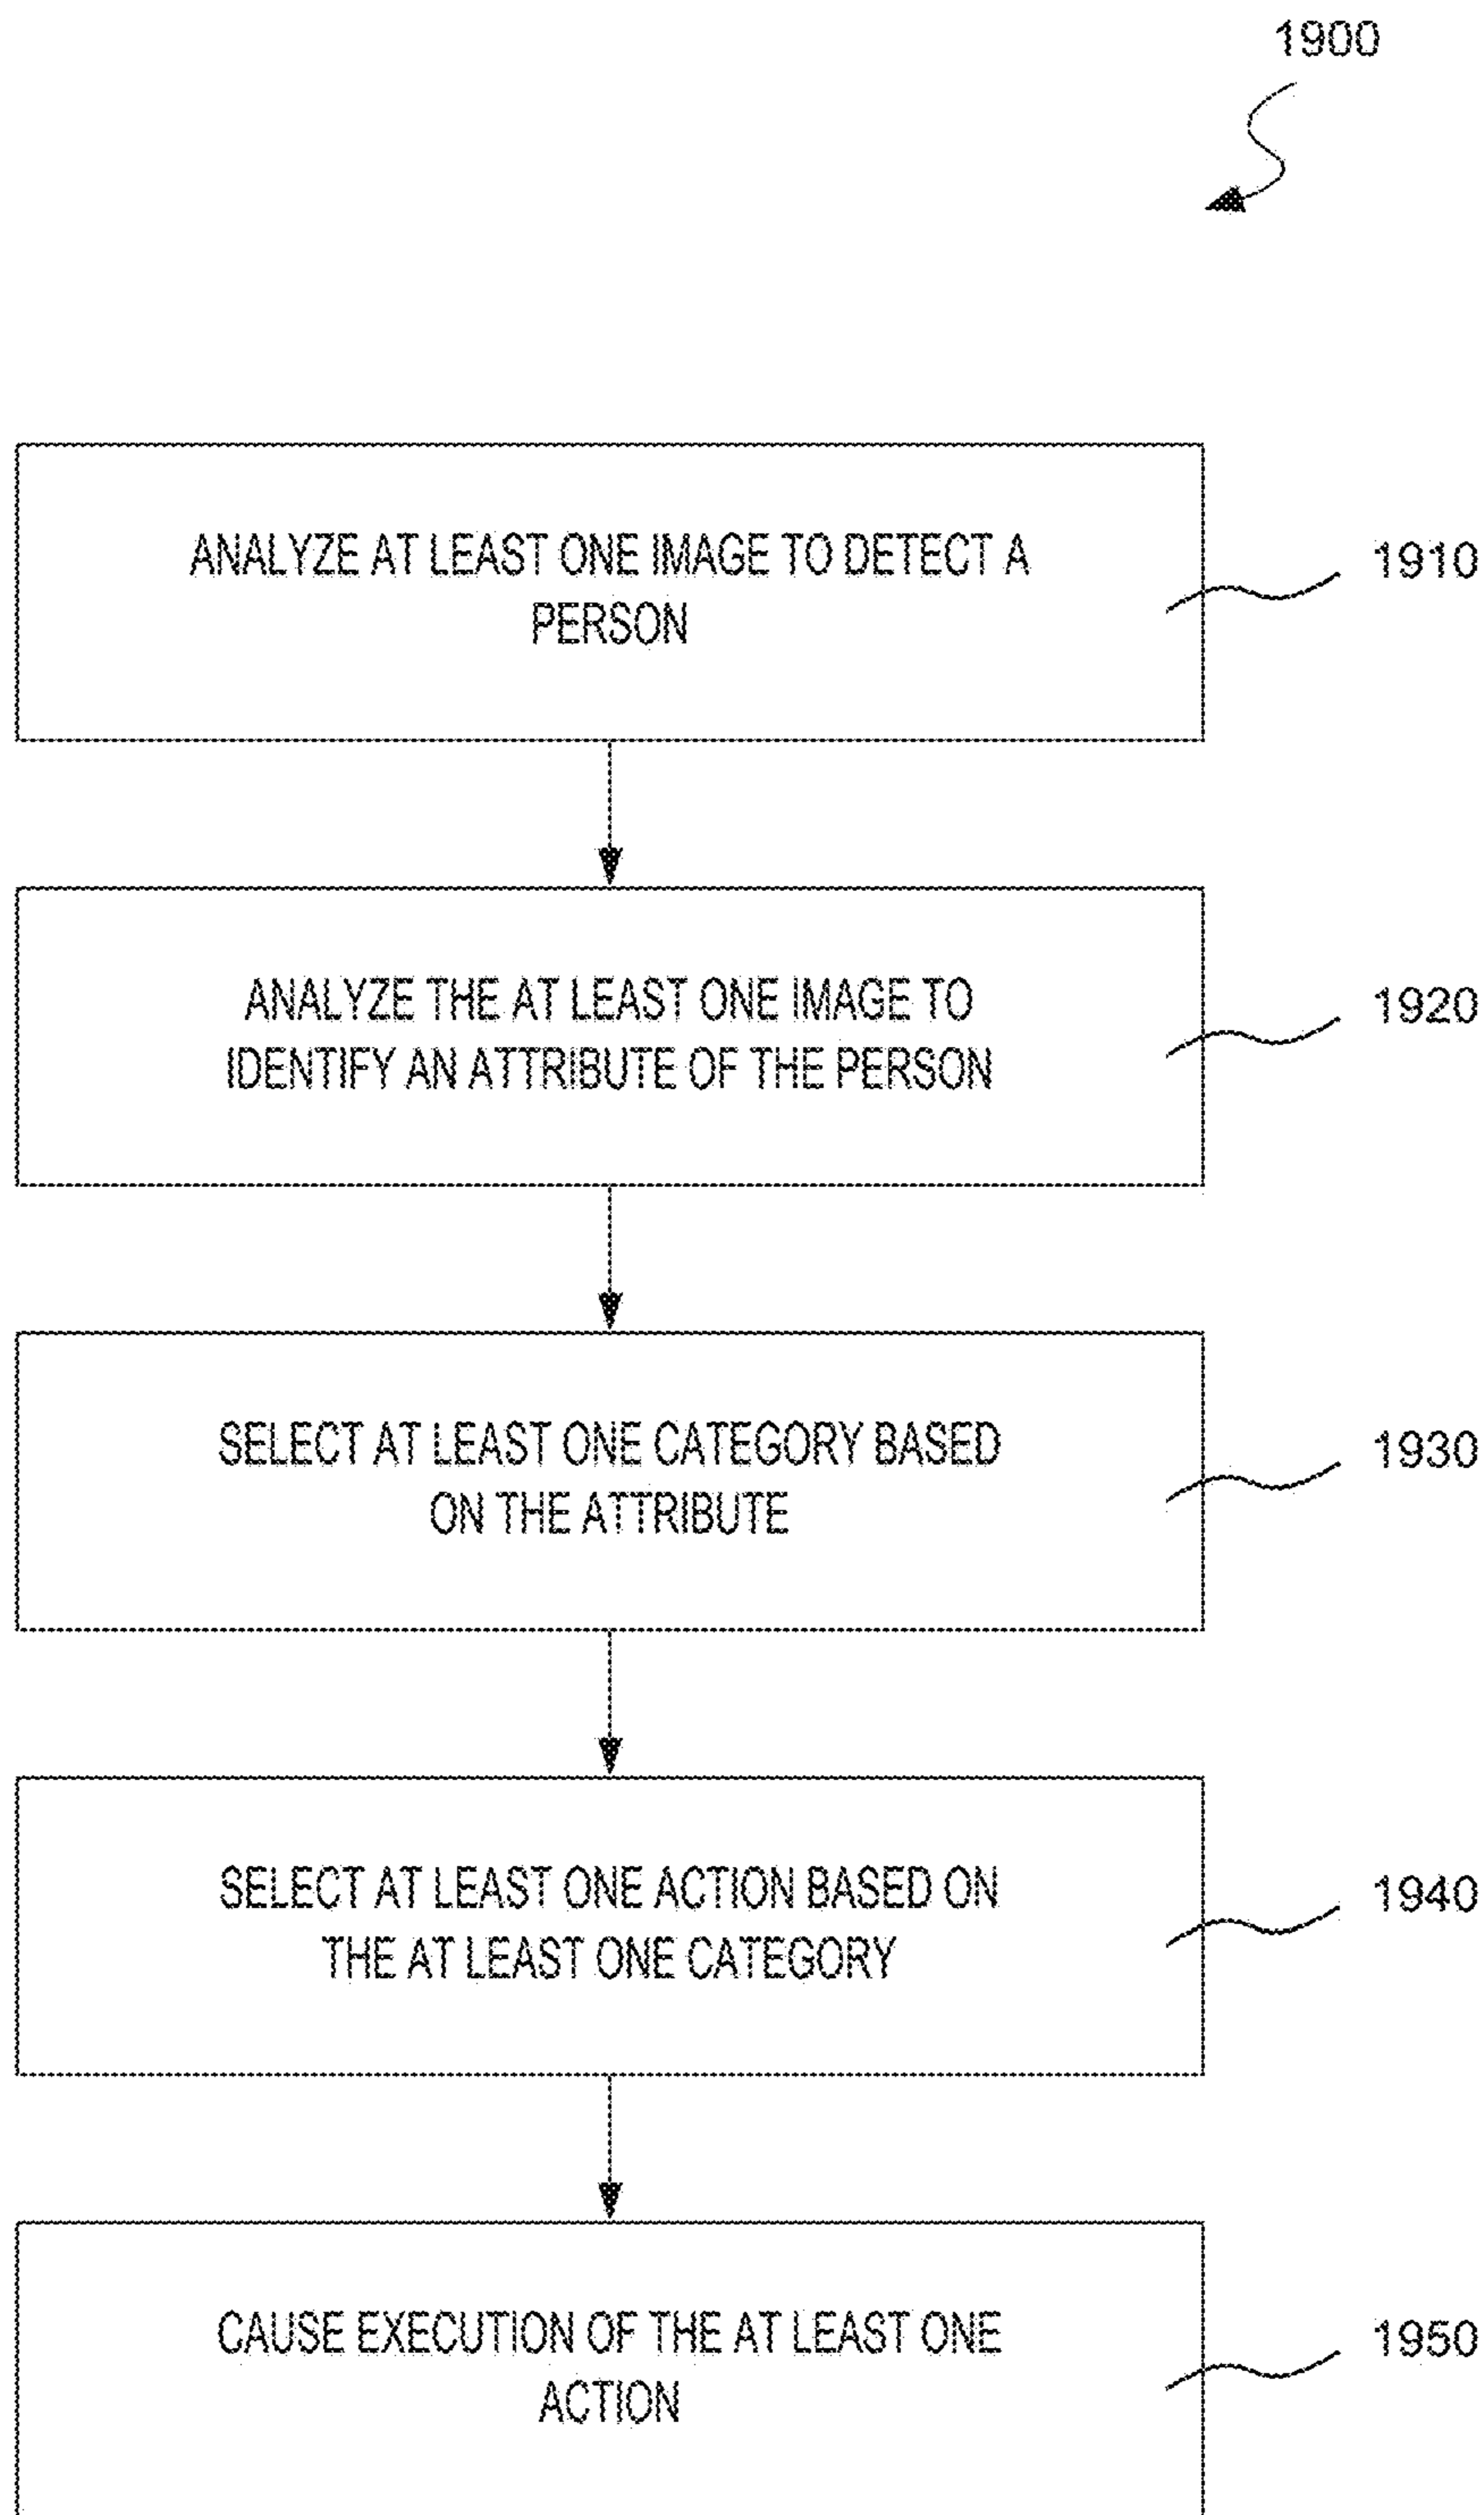 1900
ANALYZE AT LEAST ONE IMAGE TO DETECT A
PERSON
1910
ANALYZE THE AT LEAST ONE IMAGE TO
IDENTIFY AN ATTRIBUTE OF THE PERSON
1920
SELECT AT LEAST ONE CATEGORY BASED
ON THE ATTRIBUTE
1930
SELECT AT LEAST ONE ACTION BASED ON
THE AT LEAST ONE CATEGORY
1940
CAUSE EXECUTION OF THE AT LEAST ONE
ACTION
1950